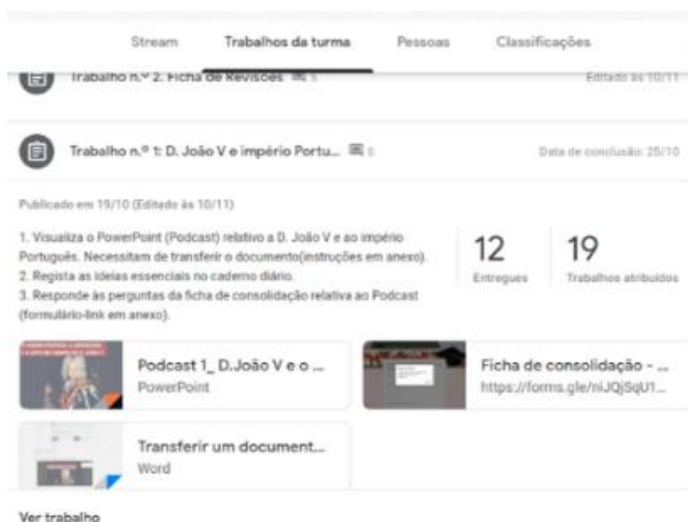 Stream Trabalhos da turma Pessoas Classificações
Trabalho n.º 2. Ficha de Revisões Editado às 10/11
Trabalho n.º 1: D. João V e império Portu... Data de conclusão: 25/10
Publicado em 19/10 (Editado às 10/11)
1. Visualiza o PowerPoint (Podcast) relativo a D. João V e ao império
Português. Necessitam de transferir o documento(instruções em anexo).
2. Regista as ideias essenciais no caderno diário.
3. Responde às perguntas da ficha de consolidação relativa ao Podcast
(formulário-link em anexo).
12 19
Entregues Trabalhos atribuídos
Podcast 1_ D.João V e o ...
PowerPoint
Ficha de consolidação - ...
https://forms.gle/niJQjSqU1...
Transferir um document...
Word
Ver trabalho